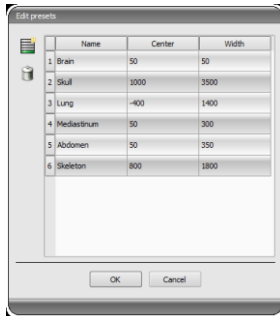 Edit presets
Name Center Width
1 Brain 50 50
2 Skull 1000 3500
3 Lung -400 1400
4 Mediastinum 50 300
5 Abdomen 50 350
6 Skeleton 800 1800
OK Cancel